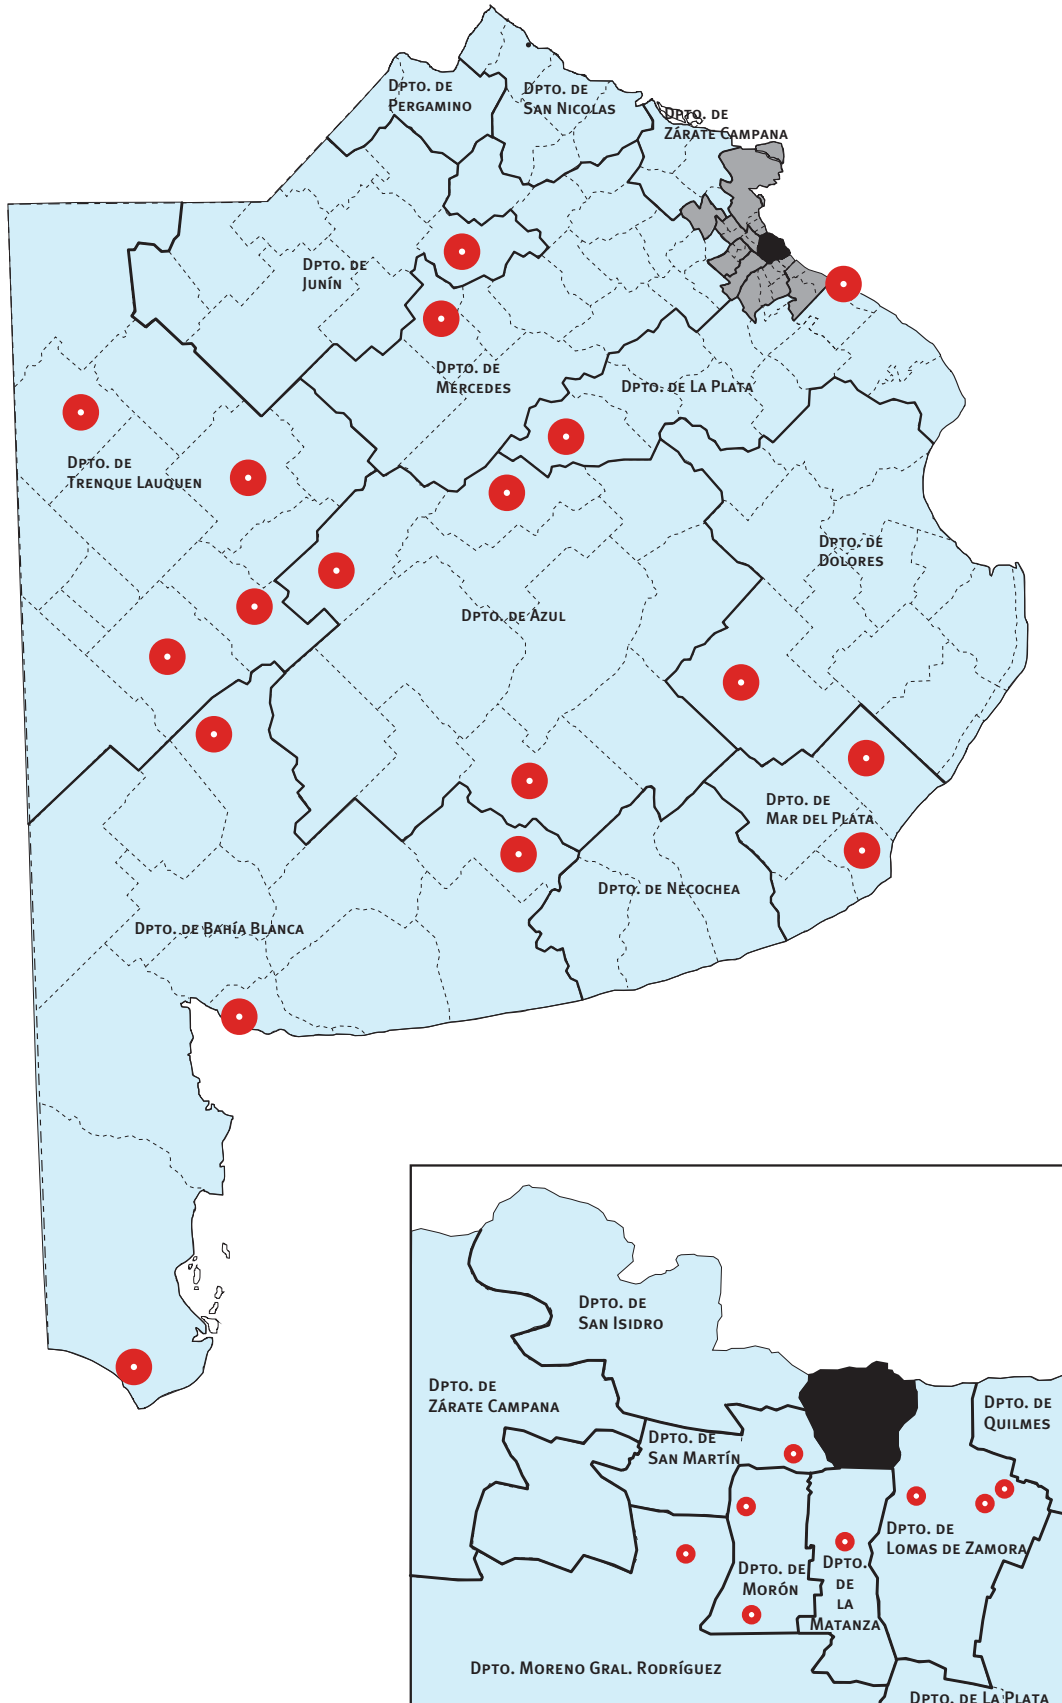 DPTO. DE
PERGAMINO
DPTO. DE
SAN NICOLAS
DPTO. DE
ZÁRATE CAMPANA
DPTO. DE
JUNÍN
DPTO. DE
MERCEDES
DPTO. DE LA PLATA
DPTO. DE
TRENQUE LAUQUEN
DPTO. DE
DOLORES
DPTO. DE AZUL
DPTO. DE
MAR DEL PLATA
DPTO. DE NECOCHEA
DPTO. DE BAHÍA BLANCA
DPTO. DE
SAN ISIDRO
DPTO. DE
ZÁRATE CAMPANA
DPTO. DE
QUILMES
DPTO. DE
SAN MARTÍN
DPTO. DE
LOMAS DE ZAMORA
DPTO. DE
MORÓN
DPTO.
DE
LA
MATANZA
DPTO. MORENO GRAL. RODRÍGUEZ
DPTO. DE LA PLATA